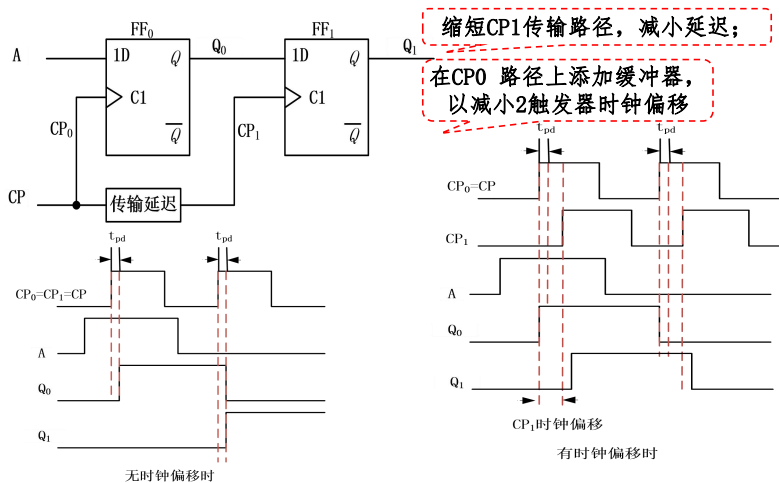 FF₀
FF₁
缩短CP1传输路径，减小延迟；
A
1D
Q
Q₀
1D
Q
Q₁
在CP0 路径上添加缓冲器，
以减小2触发器时钟偏移
C1
C1
CP₀
Q̅
CP₁
Q̅
CP
传输延迟
tpd
tpd
CP₀=CP₁=CP
A
Q₀
Q₁
无时钟偏移时
tpd
tpd
CP₀=CP
CP₁
A
Q₀
Q₁
CP₁时钟偏移
有时钟偏移时